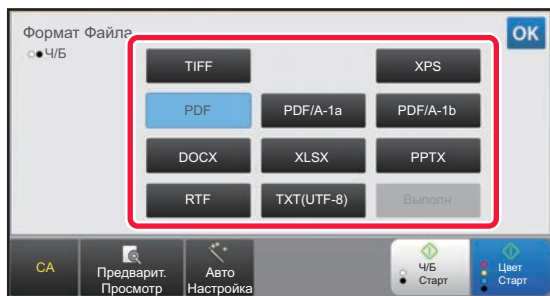 Формат Файла
OK
Ч/Б
TIFF
XPS
PDF
PDF/A-1a
PDF/A-1b
DOCX
XLSX
PPTX
RTF
TXT(UTF-8)
Выполн
CA
Предварит.
Просмотр
Авто
Настройка
Ч/Б
Старт
Цвет
Старт